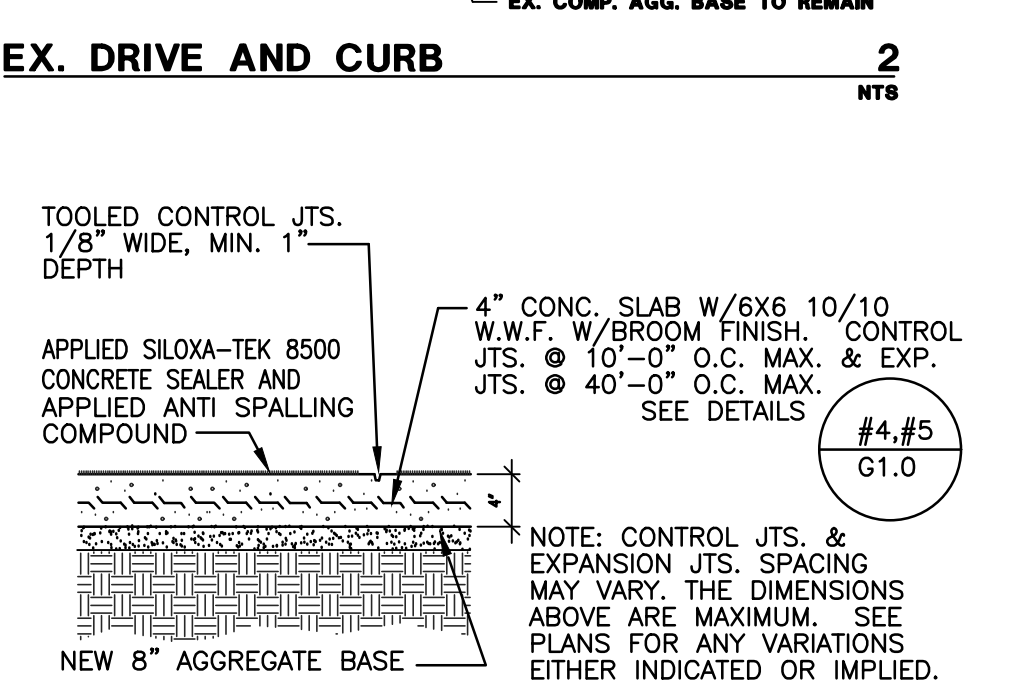 EX. COMP. AGG. BASE TO REMAIN
EX. DRIVE AND CURB
2
NTS
TOOLED CONTROL JTS.
1/8" WIDE, MIN. 1"
DEPTH
4" CONC. SLAB W/6X6 10/10
W.W.F. W/BROOM FINISH. CONTROL
JTS. @ 10'-0" O.C. MAX. & EXP.
JTS. @ 40'-0" O.C. MAX.
SEE DETAILS
#4,#5
G1.0
APPLIED SILOXA-TEK 8500
CONCRETE SEALER AND
APPLIED ANTI SPALLING
COMPOUND
4'
NOTE: CONTROL JTS. &
EXPANSION JTS. SPACING
MAY VARY. THE DIMENSIONS
ABOVE ARE MAXIMUM. SEE
PLANS FOR ANY VARIATIONS
EITHER INDICATED OR IMPLIED.
NEW 8" AGGREGATE BASE